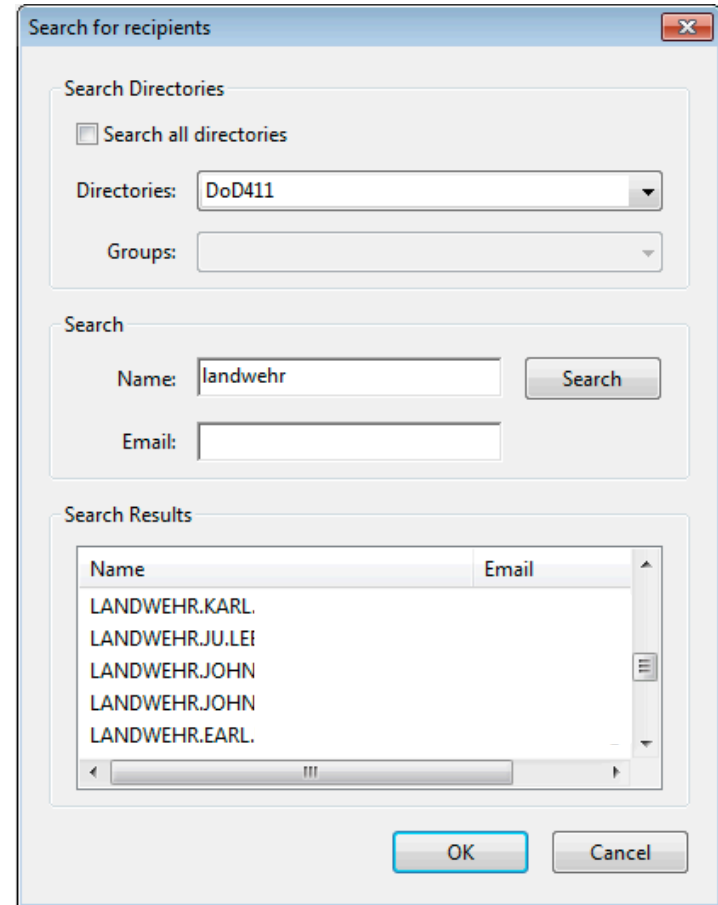 Search for recipients
Search Directories
Search all directories
Directories: DoD411
Groups:
Search
Name: landwehr Search
Email:
Search Results
Name Email
LANDWEHR.KARL.
LANDWEHR.JU.LEE
LANDWEHR.JOHN
LANDWEHR.JOHN
LANDWEHR.EARL.
OK Cancel